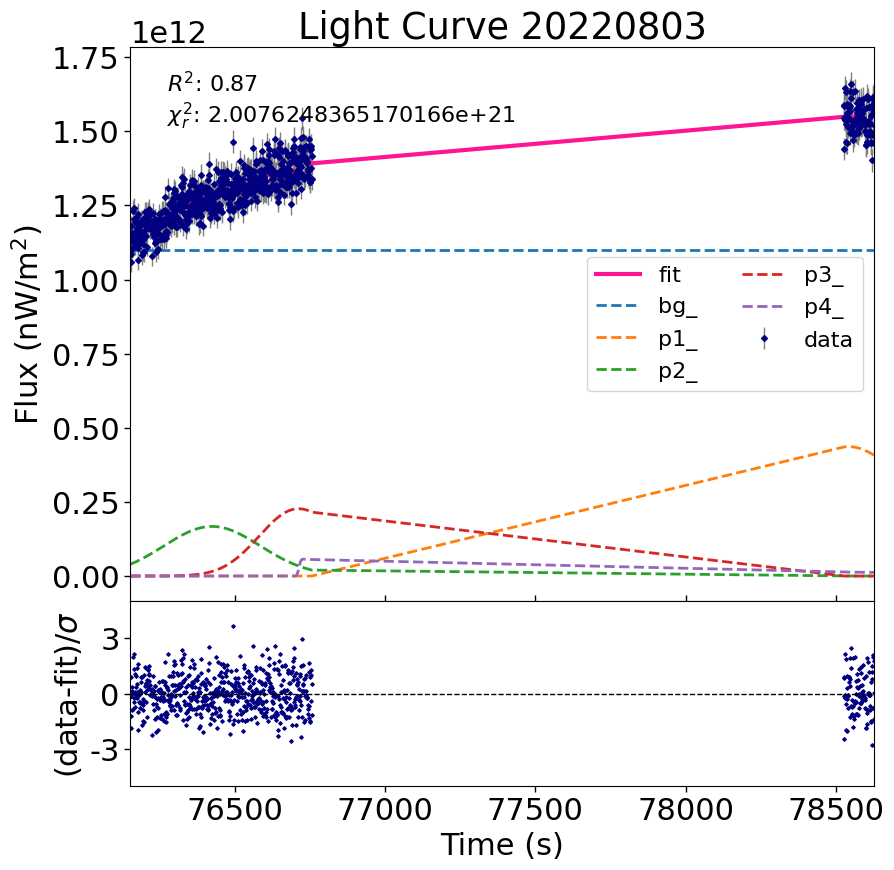 Light Curve 20220803
1e12
R²: 0.87
χ²ᵣ: 2.0076248365170166e+21
Flux (nW/m²)
1.75
1.50
1.25
1.00
0.75
0.50
0.25
0.00
fit
bg_
p1_
p2_
p3_
p4_
data
(data-fit)/σ
3
0
-3
76500 77000 77500 78000 78500
Time (s)